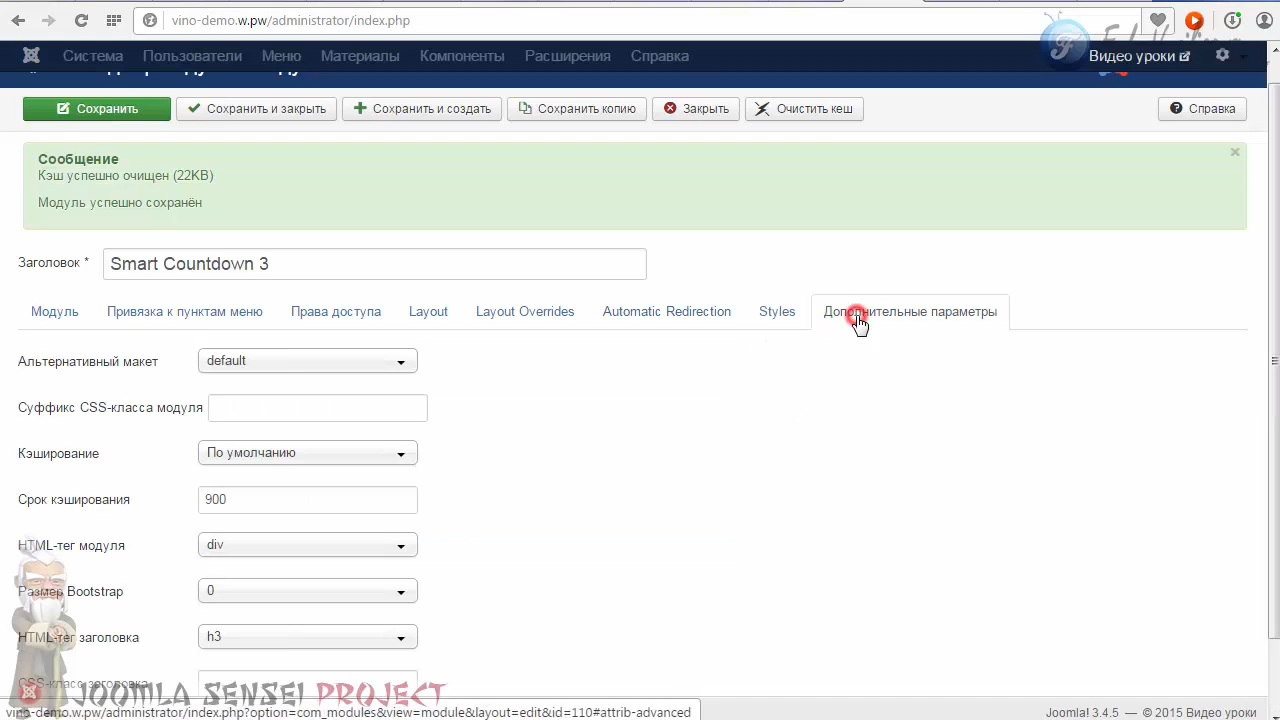 vino-demo.w.pw/administrator/index.php
Система Пользователи Меню Материалы Компоненты Расширения Справка Видео уроки
Сохранить Сохранить и закрыть Сохранить и создать Сохранить копию Закрыть Очистить кеш Справка
Сообщение
Кэш успешно очищен (22KB)
Модуль успешно сохранён
Заголовок * Smart Countdown 3
Модуль Привязка к пунктам меню Права доступа Layout Layout Overrides Automatic Redirection Styles Дополнительные параметры
Альтернативный макет default
Суффикс CSS-класса модуля
Кэширование По умолчанию
Срок кэширования 900
HTML-тег модуля div
Размер Bootstrap 0
HTML-тег заголовка h3
CSS-класс заголовка
JOOMLA SENSEI PROJECT
vino-demo.w.pw/administrator/index.php?option=com_modules&view=module&layout=edit&id=110#attrib-advanced
Joomla! 3.4.5 — © 2015 Видео уроки